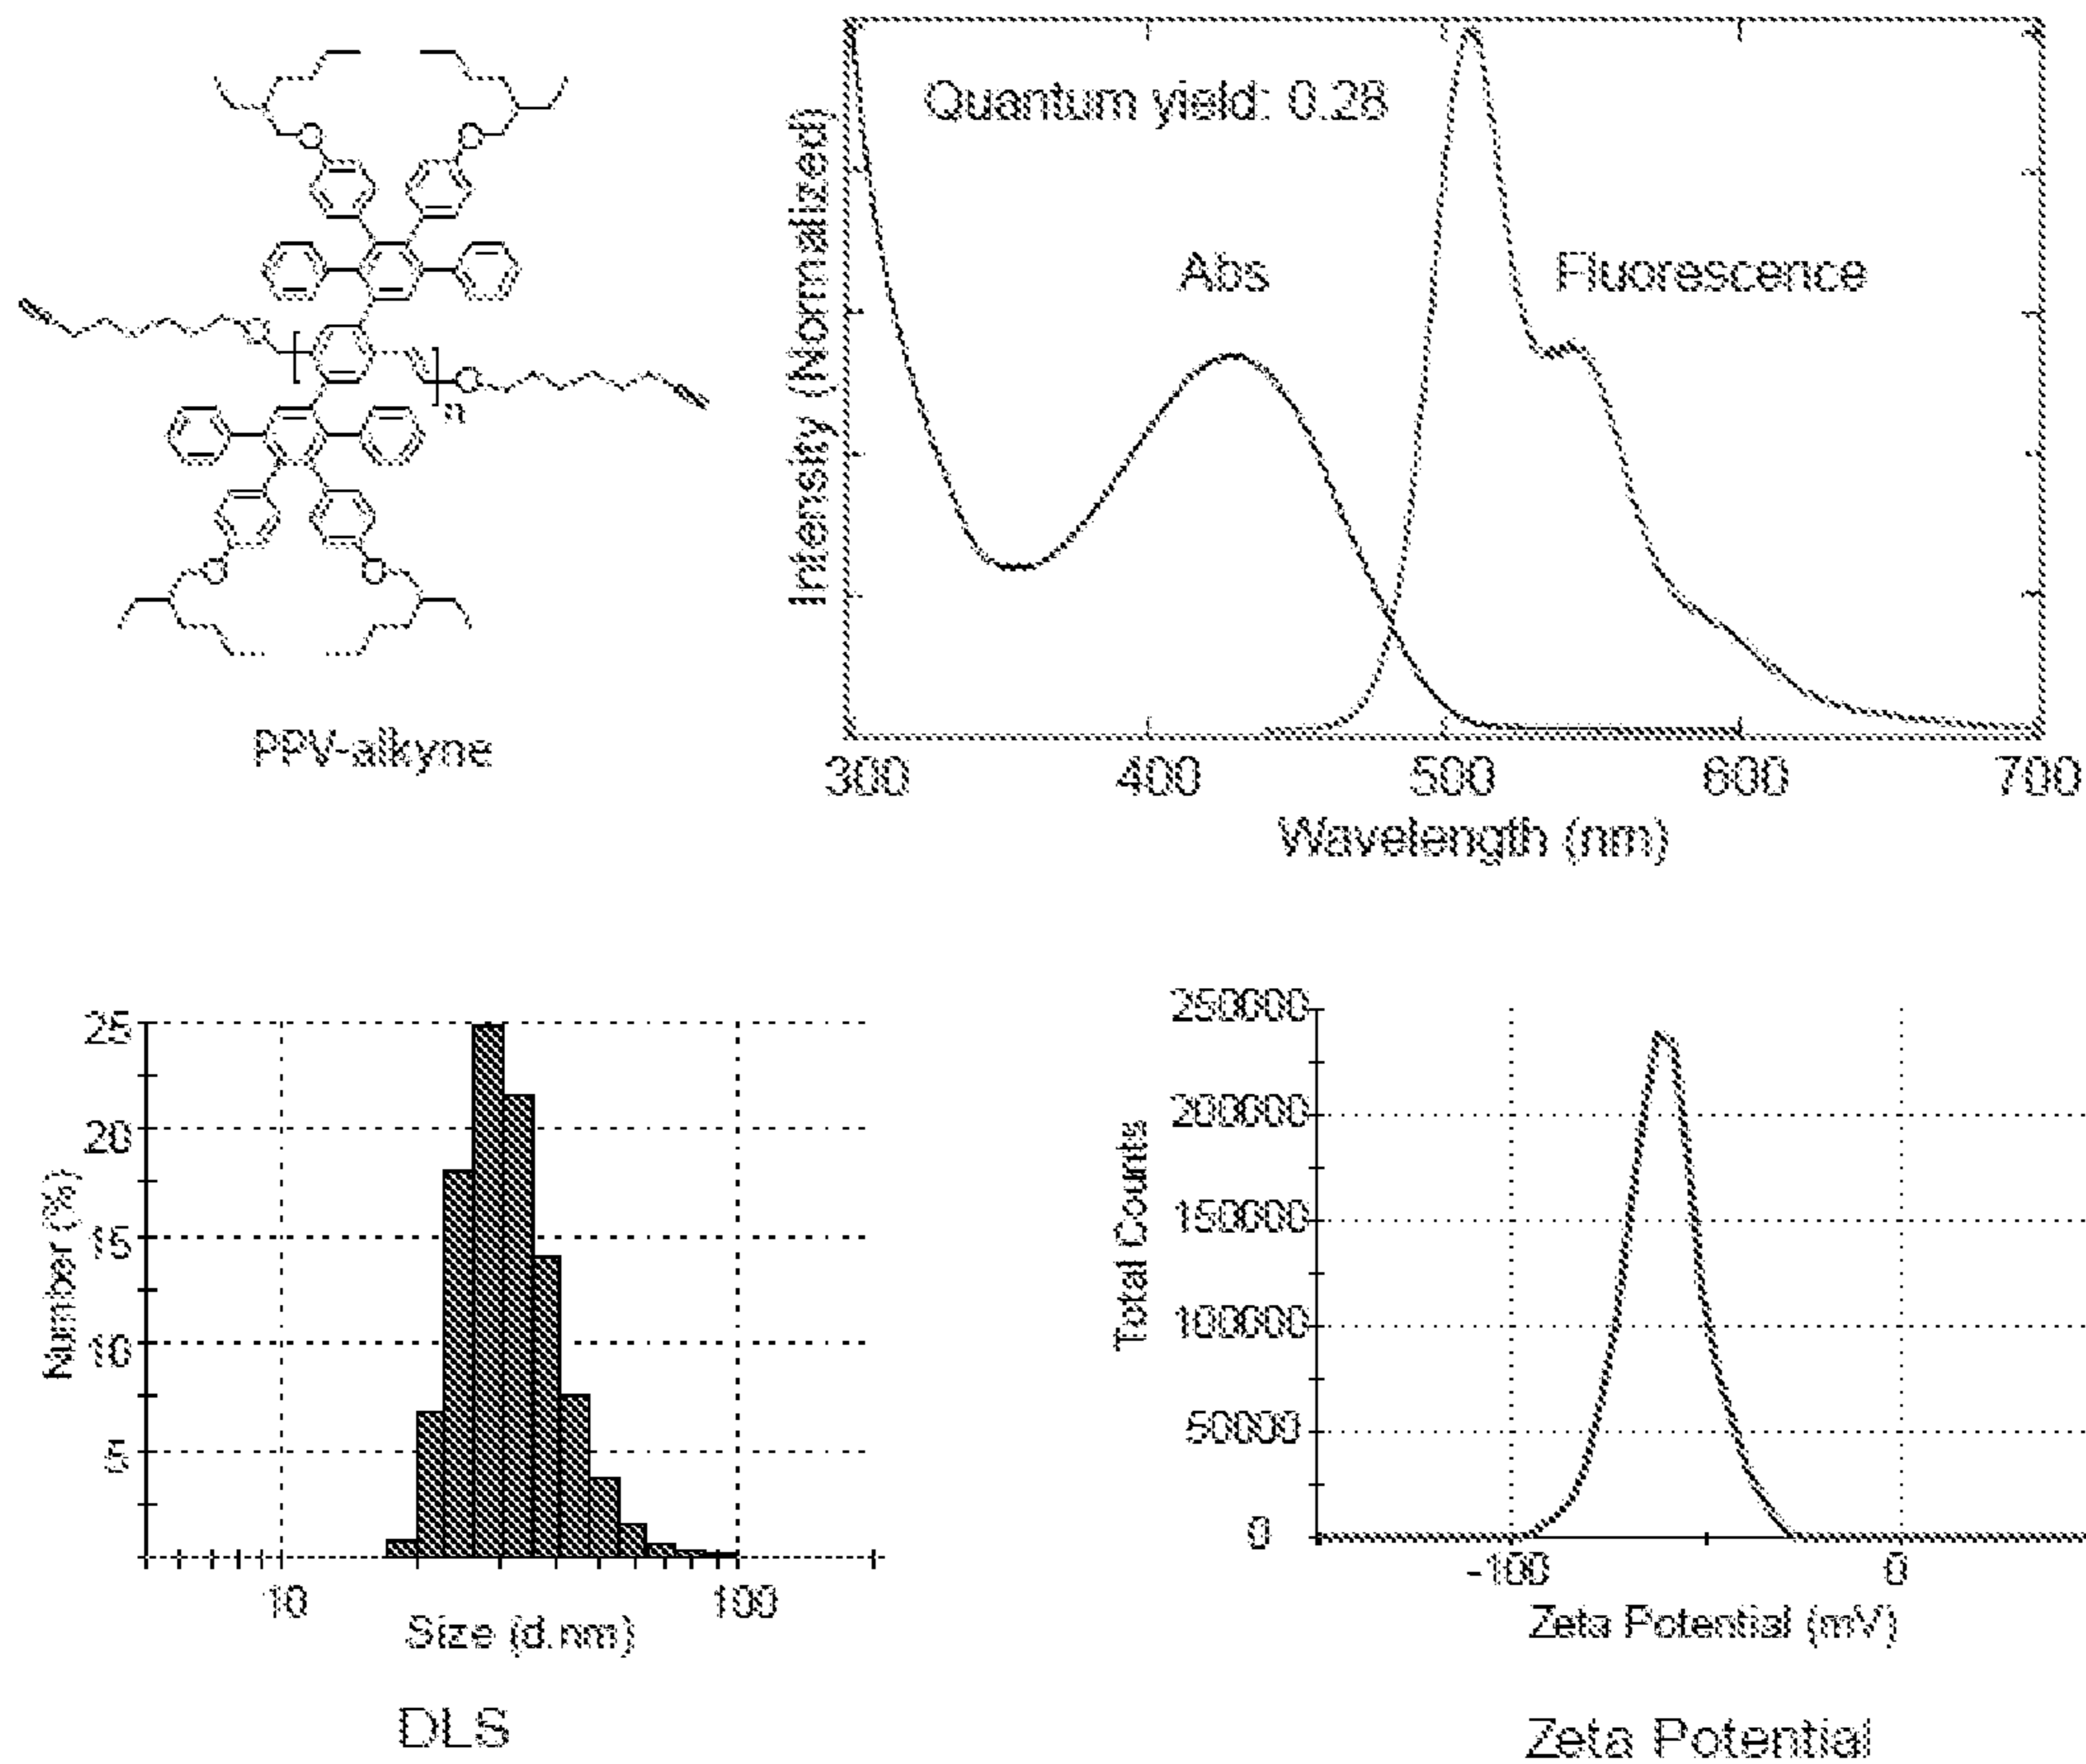 O O
O
n
O
O O
PPV-alkyne
Quantum yield: 0.28
Abs
Fluorescence
Intensity (Normalized)
300 400 500 600 700
Wavelength (nm)
25
20
15
10
5
Number (%)
10 100
Size (d.nm)
DLS
250000
200000
150000
100000
50000
0
Total Counts
-100 0
Zeta Potential (mV)
Zeta Potential